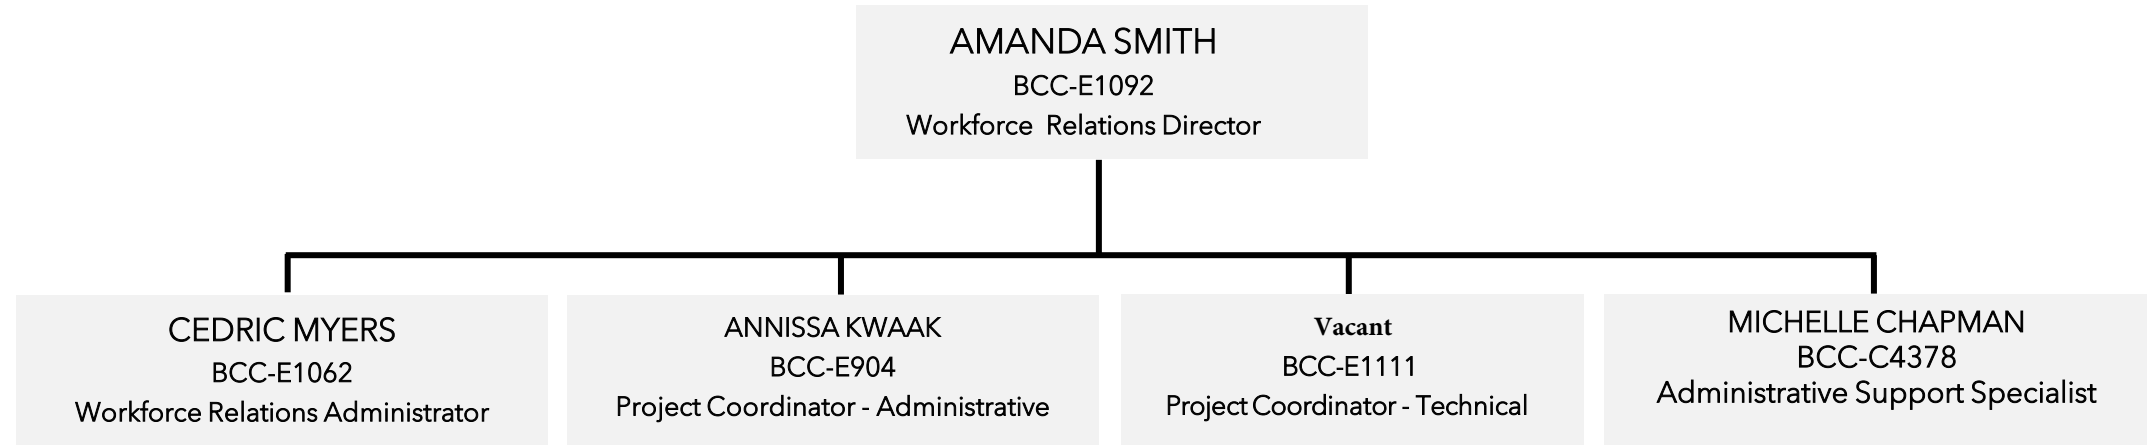 AMANDA SMITH
BCC-E1092
Workforce Relations Director
CEDRIC MYERS
BCC-E1062
Workforce Relations Administrator
ANNISSA KWAAK
BCC-E904
Project Coordinator - Administrative
Vacant
BCC-E1111
Project Coordinator - Technical
MICHELLE CHAPMAN
BCC-C4378
Administrative Support Specialist